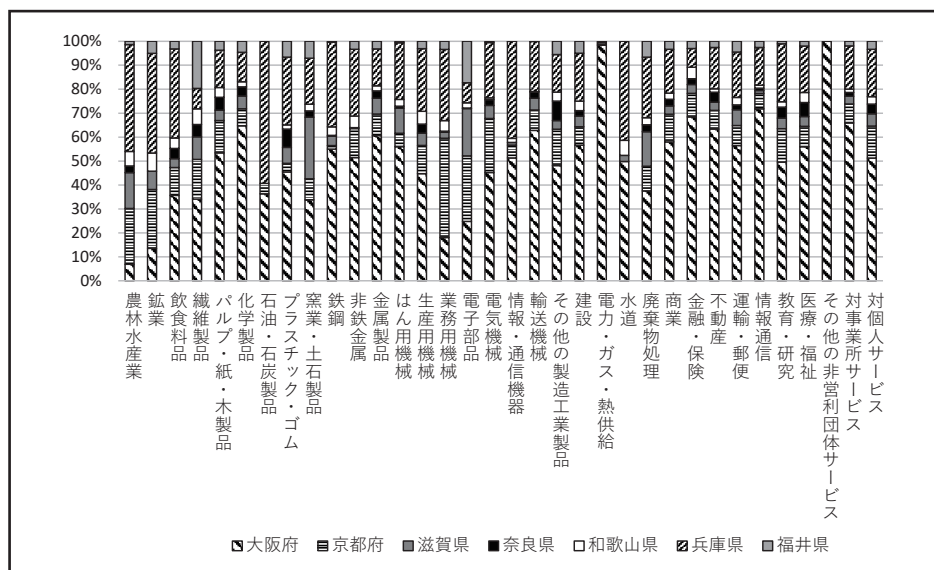 100%
90%
80%
70%
60%
50%
40%
30%
20%
10%
0%
農林水産業
鉱業
飲食料品
繊維製品
パルプ・紙・木製品
化学製品
石油・石炭製品
プラスチック・ゴム
窯業・土石製品
鉄鋼
非鉄金属
金属製品
はん用機械
生産用機械
業務用機械
電子部品
電気機械
情報・通信機器
輸送機械
その他の製造工業製品
建設
電力・ガス・熱供給
水道
廃棄物処理
商業
金融・保険
不動産
運輸・郵便
情報通信
教育・研究
医療・福祉
その他の非営利団体サービス
対事業所サービス
対個人サービス
大阪府 京都府 滋賀県 奈良県 和歌山県 兵庫県 福井県